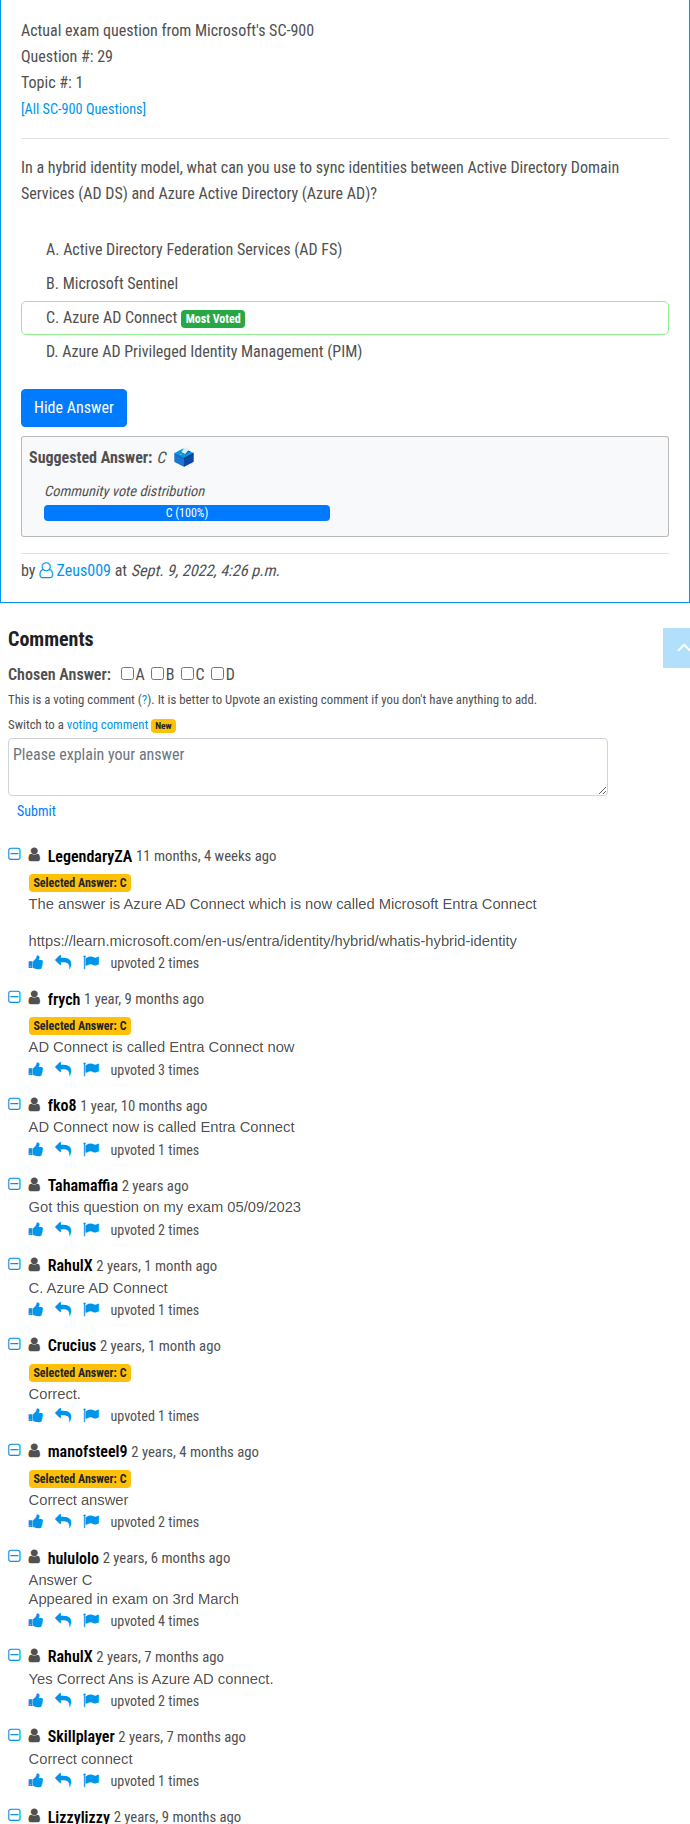 Actual exam question from Microsoft's SC-900
Question #: 29
Topic #: 1
[All SC-900 Questions]
In a hybrid identity model, what can you use to sync identities between Active Directory Domain
Services (AD DS) and Azure Active Directory (Azure AD)?
A. Active Directory Federation Services (AD FS)
B. Microsoft Sentinel
C. Azure AD Connect Most Voted
D. Azure AD Privileged Identity Management (PIM)
Hide Answer
Suggested Answer: C
Community vote distribution
C (100%)
by Zeus009 at Sept. 9, 2022, 4:26 p.m.
Comments
Chosen Answer: A B C D
This is a voting comment (?). It is better to Upvote an existing comment if you don't have anything to add.
Switch to a voting comment New
Please explain your answer
Submit
LegendaryZA 11 months, 4 weeks ago
Selected Answer: C
The answer is Azure AD Connect which is now called Microsoft Entra Connect
https://learn.microsoft.com/en-us/entra/identity/hybrid/whatis-hybrid-identity
upvoted 2 times
frych 1 year, 9 months ago
Selected Answer: C
AD Connect is called Entra Connect now
upvoted 3 times
fko8 1 year, 10 months ago
AD Connect now is called Entra Connect
upvoted 1 times
Tahamaffia 2 years ago
Got this question on my exam 05/09/2023
upvoted 2 times
RahulX 2 years, 1 month ago
C. Azure AD Connect
upvoted 1 times
Crucius 2 years, 1 month ago
Selected Answer: C
Correct.
upvoted 1 times
manofsteel9 2 years, 4 months ago
Selected Answer: C
Correct answer
upvoted 2 times
hululolo 2 years, 6 months ago
Answer C
Appeared in exam on 3rd March
upvoted 4 times
RahulX 2 years, 7 months ago
Yes Correct Ans is Azure AD connect.
upvoted 2 times
Skillplayer 2 years, 7 months ago
Correct connect
upvoted 1 times
Lizzylizzy 2 years, 9 months ago